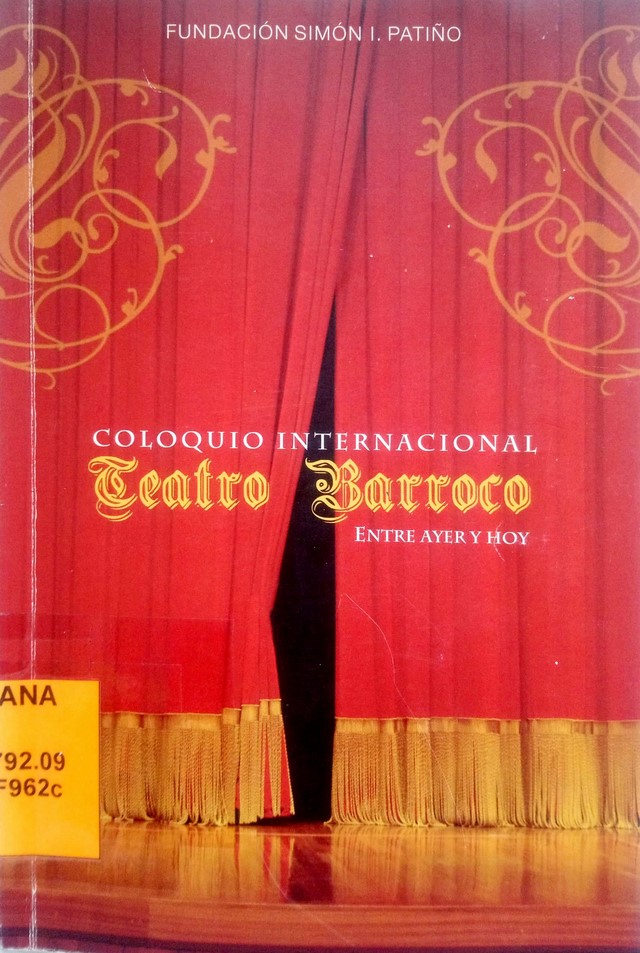 FUNDACIÓN SIMÓN I. PATIÑO
COLOQUIO INTERNACIONAL
Teatro Barroco
ENTRE AYER Y HOY
ANA
792.09
F962c